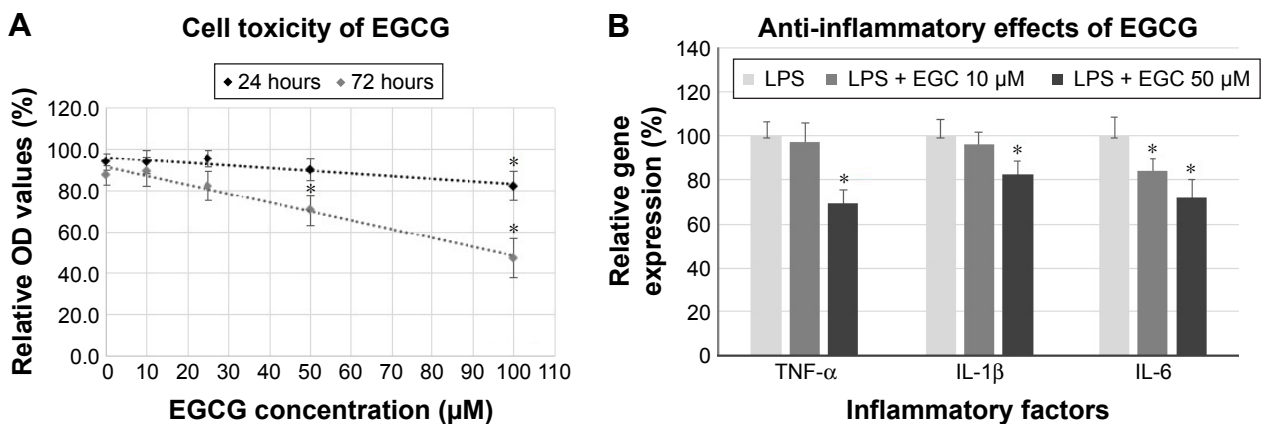 A
Cell toxicity of EGCG
24 hours
72 hours
Relative OD values (%)
120.0
100.0
80.0
60.0
40.0
20.0
0.0
*
*
*
0 10 20 30 40 50 60 70 80 90 100 110
EGCG concentration (µM)
B
Anti-inflammatory effects of EGCG
LPS
LPS + EGC 10 µM
LPS + EGC 50 µM
Relative gene
expression (%)
140
120
100
80
60
40
20
0
*
*
*
*
TNF-α
IL-1β
IL-6
Inflammatory factors